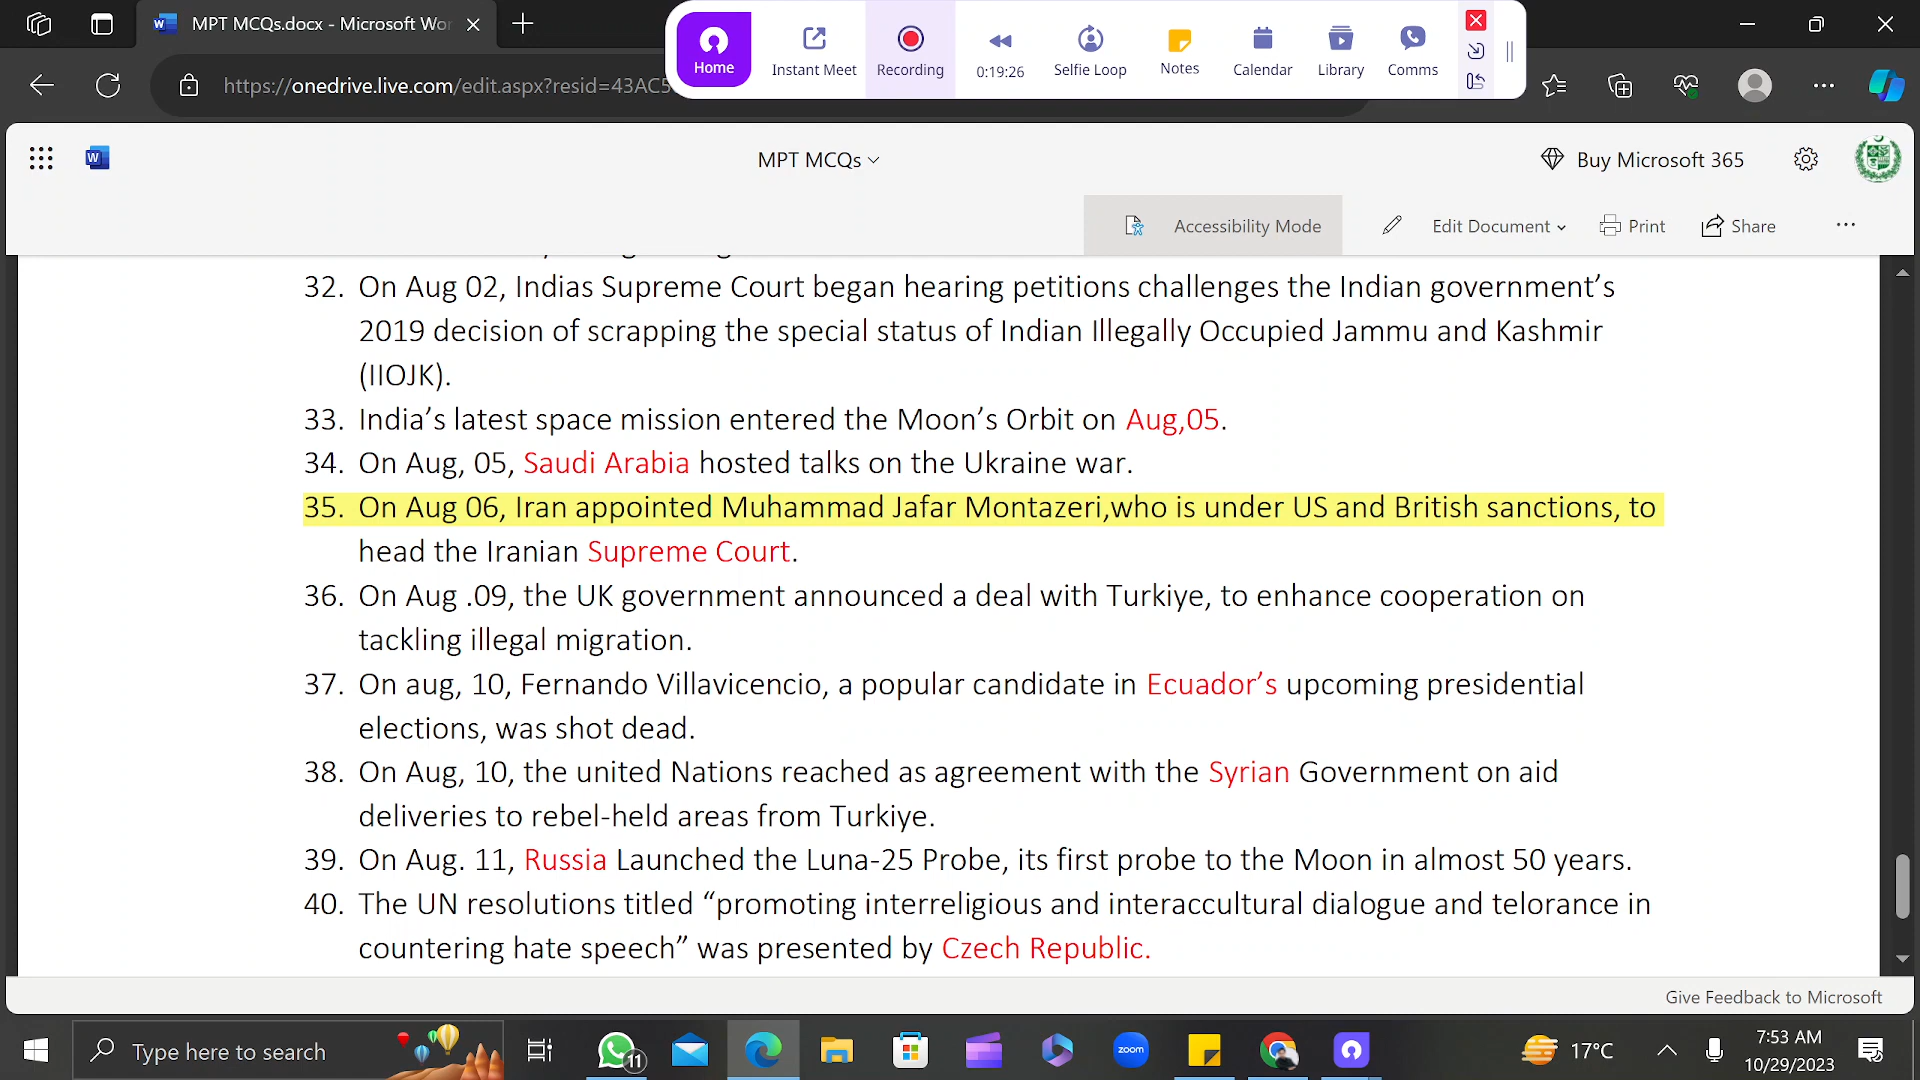 MPT MCQs.docx - Microsoft Wor
Home
Instant Meet
Recording
0:19:26
Selfie Loop
Notes
Calendar
Library
Comms
https://onedrive.live.com/edit.aspx?resid=43AC5
MPT MCQs
Buy Microsoft 365
Accessibility Mode
Edit Document
Print
Share
32. On Aug 02, Indias Supreme Court began hearing petitions challenges the Indian government’s
2019 decision of scrapping the special status of Indian Illegally Occupied Jammu and Kashmir
(IIOJK).
33. India’s latest space mission entered the Moon’s Orbit on Aug,05.
34. On Aug, 05, Saudi Arabia hosted talks on the Ukraine war.
35. On Aug 06, Iran appointed Muhammad Jafar Montazeri,who is under US and British sanctions, to
head the Iranian Supreme Court.
36. On Aug .09, the UK government announced a deal with Turkiye, to enhance cooperation on
tackling illegal migration.
37. On aug, 10, Fernando Villavicencio, a popular candidate in Ecuador’s upcoming presidential
elections, was shot dead.
38. On Aug, 10, the united Nations reached as agreement with the Syrian Government on aid
deliveries to rebel-held areas from Turkiye.
39. On Aug. 11, Russia Launched the Luna-25 Probe, its first probe to the Moon in almost 50 years.
40. The UN resolutions titled “promoting interreligious and interaccultural dialogue and telorance in
countering hate speech” was presented by Czech Republic.
Give Feedback to Microsoft
Type here to search
11
zoom
17°C
7:53 AM
10/29/2023